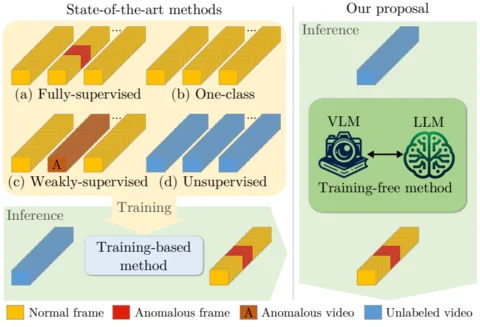 State-of-the-art methods
...
...
(a) Fully-supervised
(b) One-class
...
...
A
(c) Weakly-supervised
(d) Unsupervised
Training
Inference
Training-based
method
Our proposal
Inference
VLM
LLM
Training-free method
Normal frame
Anomalous frame
A Anomalous video
Unlabeled video